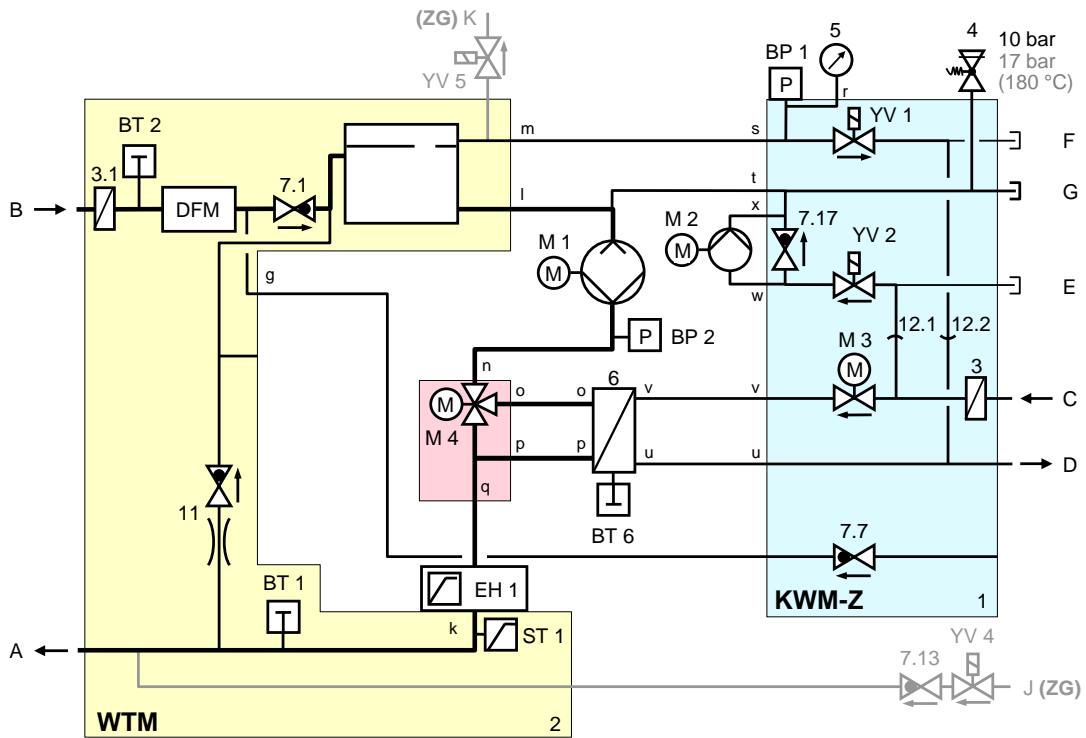 (ZG) K
5
4
10 bar
17 bar
(180 °C)
BP 1
P
YV 5
r
BT 2
m
s
YV 1
F
3.1
7.1
t
G
B
DFM
l
x
M 2
7.17
M 1
M
YV 2
M
g
w
E
12.1
12.2
P
BP 2
M 3
n
M
6
3
M
o
o
v
v
C
M 4
p
p
u
u
D
q
11
BT 6
7.7
BT 1
EH 1
KWM-Z
1
k
ST 1
A
YV 4
7.13
J (ZG)
WTM
2